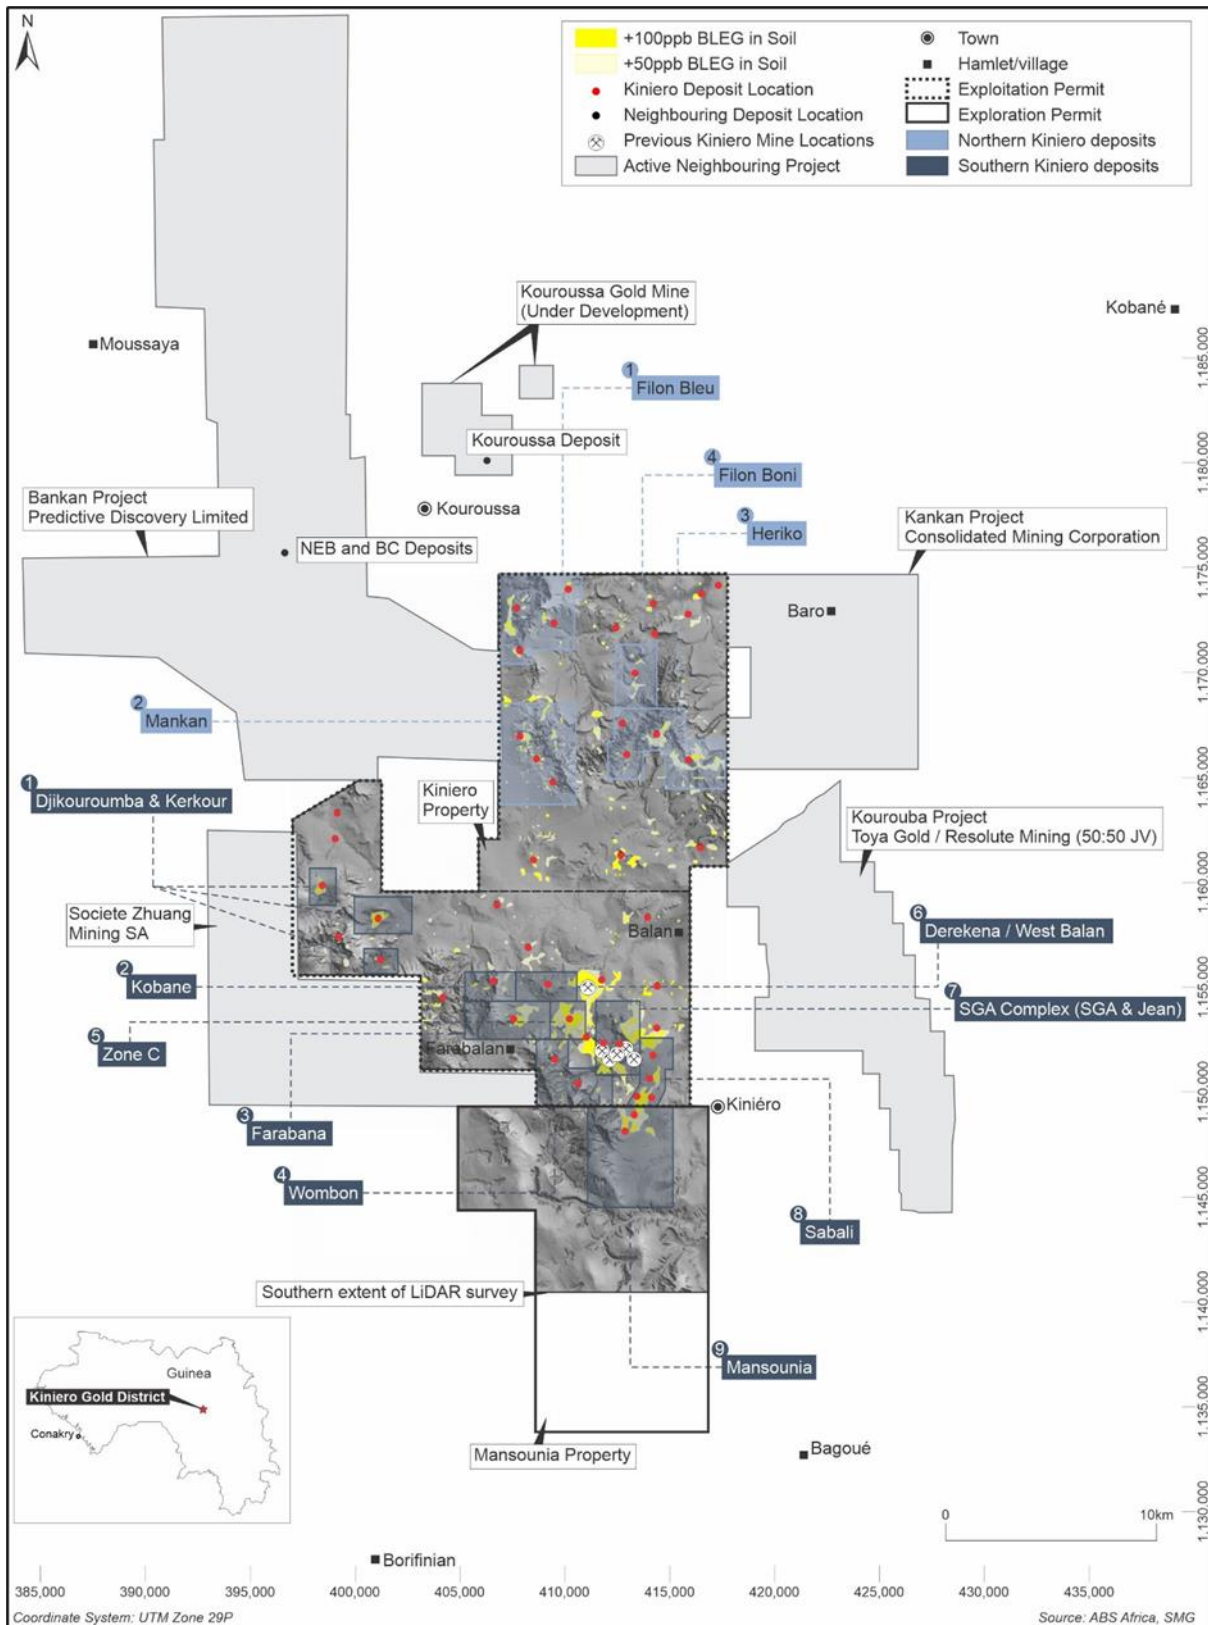 N
+100ppb BLEG in Soil
+50ppb BLEG in Soil
Kiniero Deposit Location
Neighbouring Deposit Location
Previous Kiniero Mine Locations
Active Neighbouring Project
Town
Hamlet/village
Exploitation Permit
Exploration Permit
Northern Kiniero deposits
Southern Kiniero deposits
Kouroussa Gold Mine
(Under Development)
Kobané
Moussaya
1
Filon Bleu
Kouroussa Deposit
4
Filon Boni
Bankan Project
Predictive Discovery Limited
Kouroussa
3
Heriko
Kankan Project
Consolidated Mining Corporation
NEB and BC Deposits
Baro
2
Mankan
1
Djikouroumba & Kerkour
Kiniero
Property
Kourouba Project
Toya Gold / Resolute Mining (50:50 JV)
Societe Zhuang
Mining SA
Balan
6
Derekena / West Balan
2
Kobane
7
SGA Complex (SGA & Jean)
5
Zone C
Farabalan
Kiniéro
3
Farabana
4
Wombon
8
Sabali
Southern extent of LiDAR survey
9
Mansounia
Guinea
Kiniero Gold District
Conakry
Mansounia Property
Bagoué
Borifinian
0 10km
1,185,000
1,180,000
1,175,000
1,170,000
1,165,000
1,160,000
1,155,000
1,150,000
1,145,000
1,140,000
1,135,000
1,130,000
385,000 390,000 395,000 400,000 405,000 410,000 415,000 420,000 425,000 430,000 435,000
Coordinate System: UTM Zone 29P
Source: ABS Africa, SMG